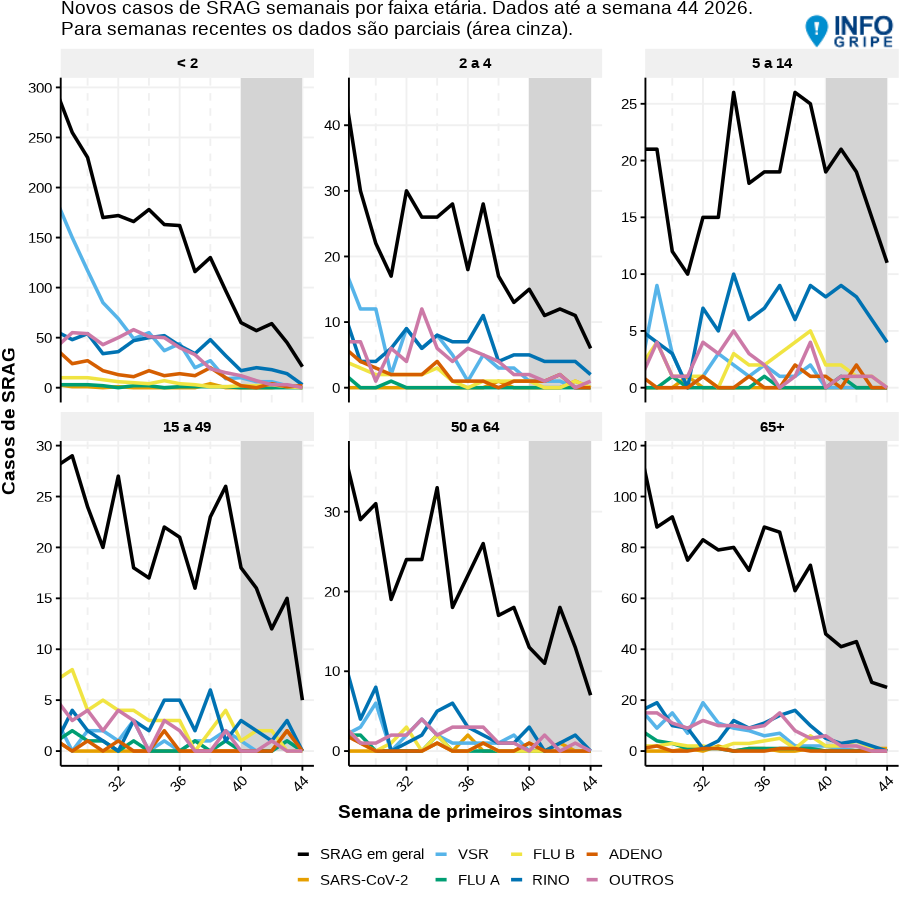 Novos casos de SRAG semanais por faixa etária. Dados até a semana 44 2026.
Para semanas recentes os dados são parciais (área cinza).
INFO
GRIPE
< 2
2 a 4
5 a 14
300
250
200
150
100
50
0
40
30
20
10
0
25
20
15
10
5
0
Casos de SRAG
15 a 49
50 a 64
65+
30
25
20
15
10
5
0
30
20
10
0
120
100
80
60
40
20
0
32
36
40
44
32
36
40
44
32
36
40
44
Semana de primeiros sintomas
SRAG em geral
VSR
FLU B
ADENO
SARS-CoV-2
FLU A
RINO
OUTROS